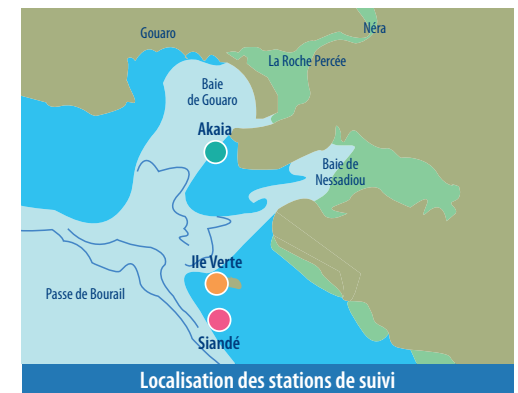 Gouaro
Néra
La Roche Percée
Baie
de Gouaro
Akaia
Baie de
Nessadiou
Ile Verte
Passe de Bourail
Siandé
Localisation des stations de suivi